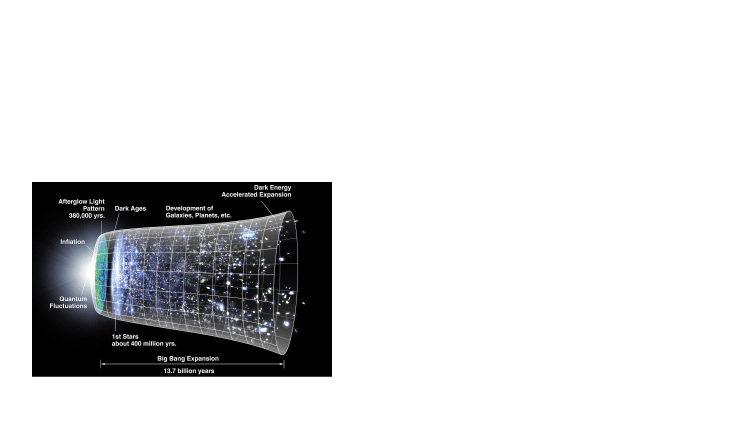 Dark Energy
Accelerated Expansion
Afterglow Light
Pattern
380,000 yrs.
Dark Ages
Development of
Galaxies, Planets, etc.
Inflation
Quantum
Fluctuations
1st Stars
about 400 million yrs.
Big Bang Expansion
13.7 billion years